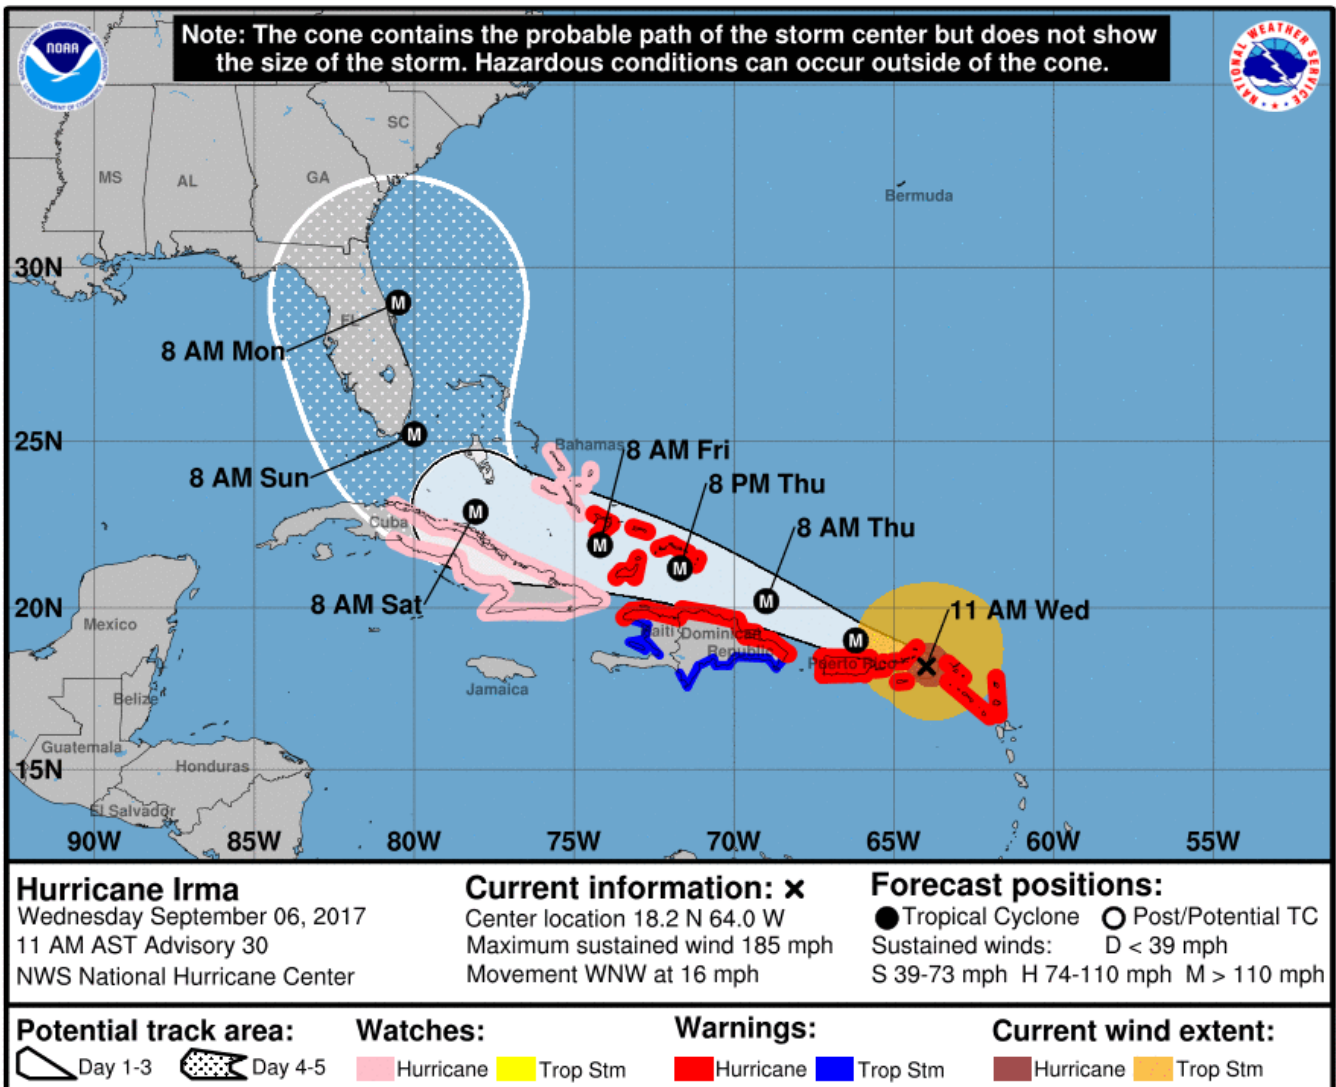 Note: The cone contains the probable path of the storm center but does not show
the size of the storm. Hazardous conditions can occur outside of the cone.
NOAA
NATIONAL WEATHER SERVICE
SC
MS
AL
GA
Bermuda
30N
M
FL
8 AM Mon
25N
M
8 AM Sun
Bahamas
8 AM Fri
8 PM Thu
M
Cuba
8 AM Thu
M
M
20N
8 AM Sat
M
11 AM Wed
Mexico
Haiti
Dominican
Republic
M
Puerto Rico
Jamaica
Belize
Guatemala
Honduras
15N
El Salvador
90W 85W 80W 75W 70W 65W 60W 55W
Hurricane Irma
Wednesday September 06, 2017
11 AM AST Advisory 30
NWS National Hurricane Center
Current information: ×
Center location 18.2 N 64.0 W
Maximum sustained wind 185 mph
Movement WNW at 16 mph
Forecast positions:
Tropical Cyclone Post/Potential TC
Sustained winds: D < 39 mph
S 39-73 mph H 74-110 mph M > 110 mph
Potential track area:
Day 1-3 Day 4-5
Watches:
Hurricane Trop Stm
Warnings:
Hurricane Trop Stm
Current wind extent:
Hurricane Trop Stm